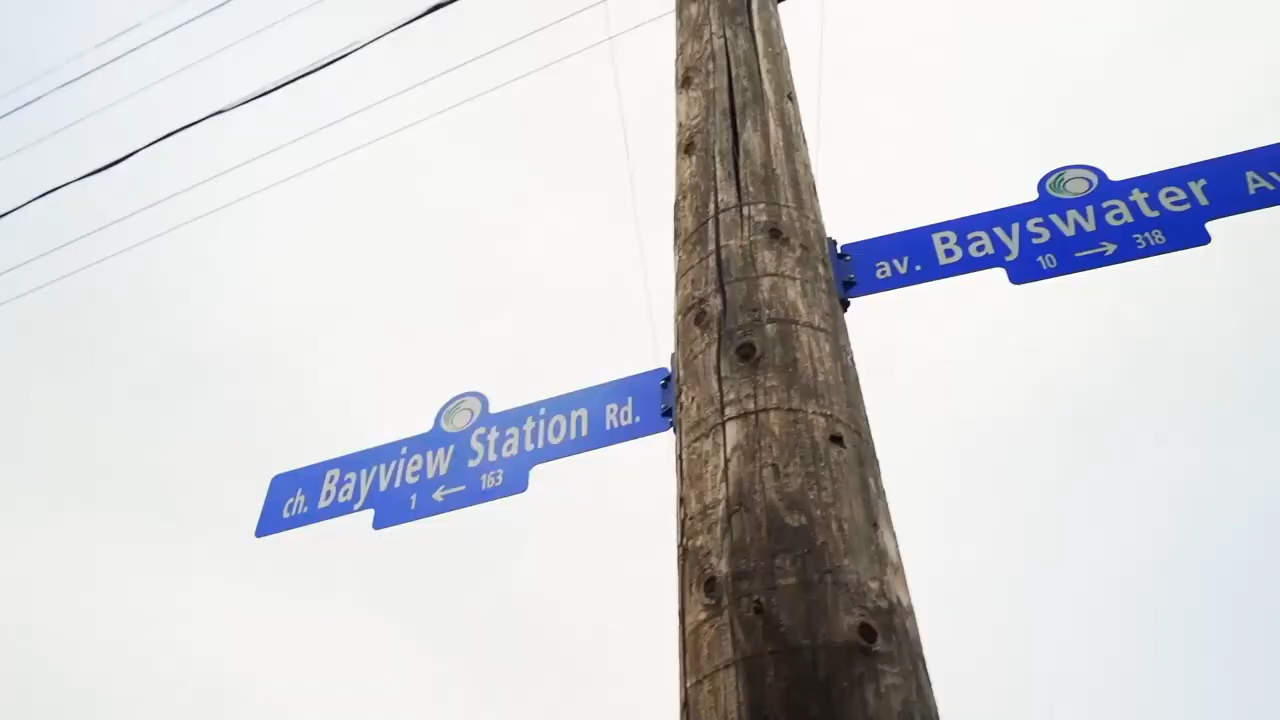 ch. Bayview Station Rd.
1 ← 163
av. Bayswater Av
10 → 318